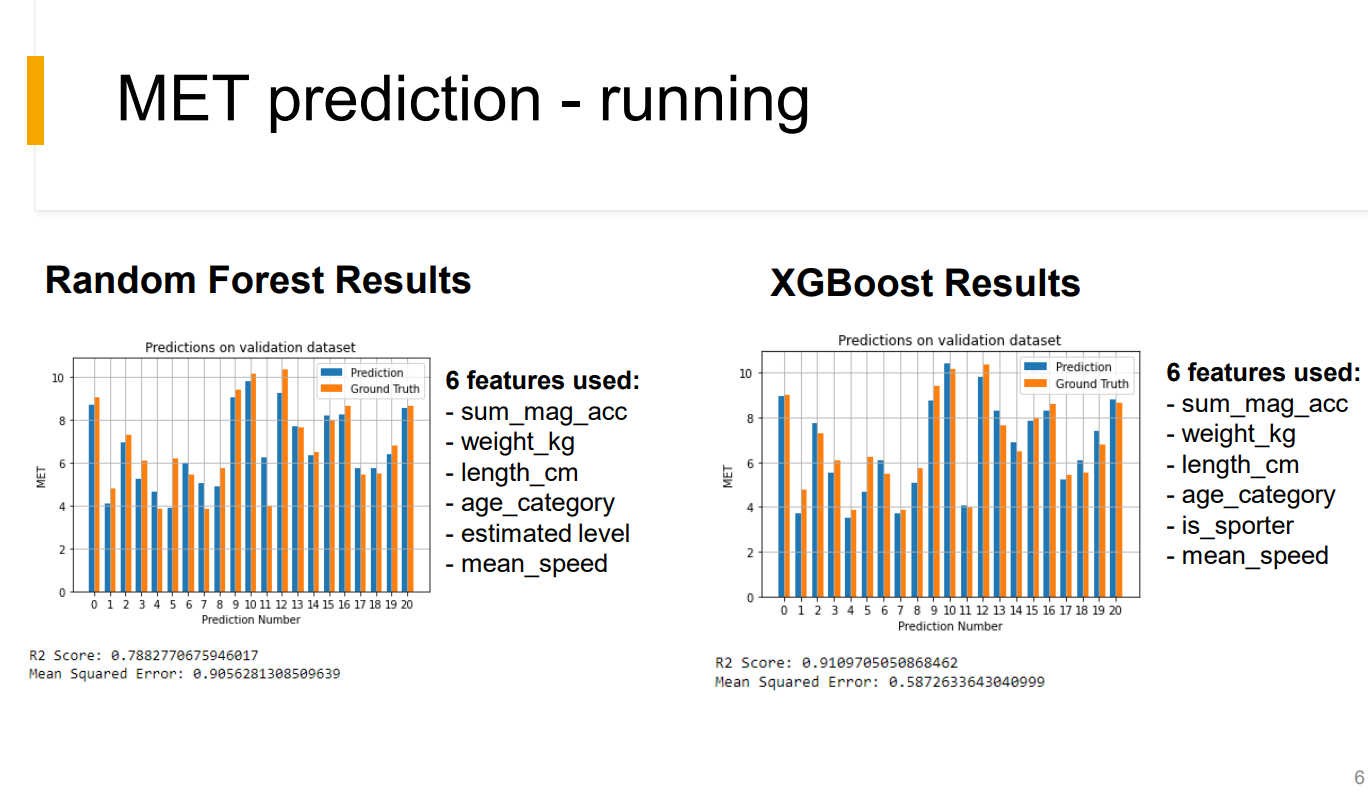 MET prediction - running
Random Forest Results
Predictions on validation dataset
Prediction
Ground Truth
10
8
6
4
2
0
MET
0 1 2 3 4 5 6 7 8 9 10 11 12 13 14 15 16 17 18 19 20
Prediction Number
R2 Score: 0.7882770675946017
Mean Squared Error: 0.9056281308509639
6 features used:
- sum_mag_acc
- weight_kg
- length_cm
- age_category
- estimated level
- mean_speed
XGBoost Results
Predictions on validation dataset
Prediction
Ground Truth
10
8
6
4
2
0
MET
0 1 2 3 4 5 6 7 8 9 10 11 12 13 14 15 16 17 18 19 20
Prediction Number
R2 Score: 0.9109705050868462
Mean Squared Error: 0.5872633643040999
6 features used:
- sum_mag_acc
- weight_kg
- length_cm
- age_category
- is_sporter
- mean_speed
6